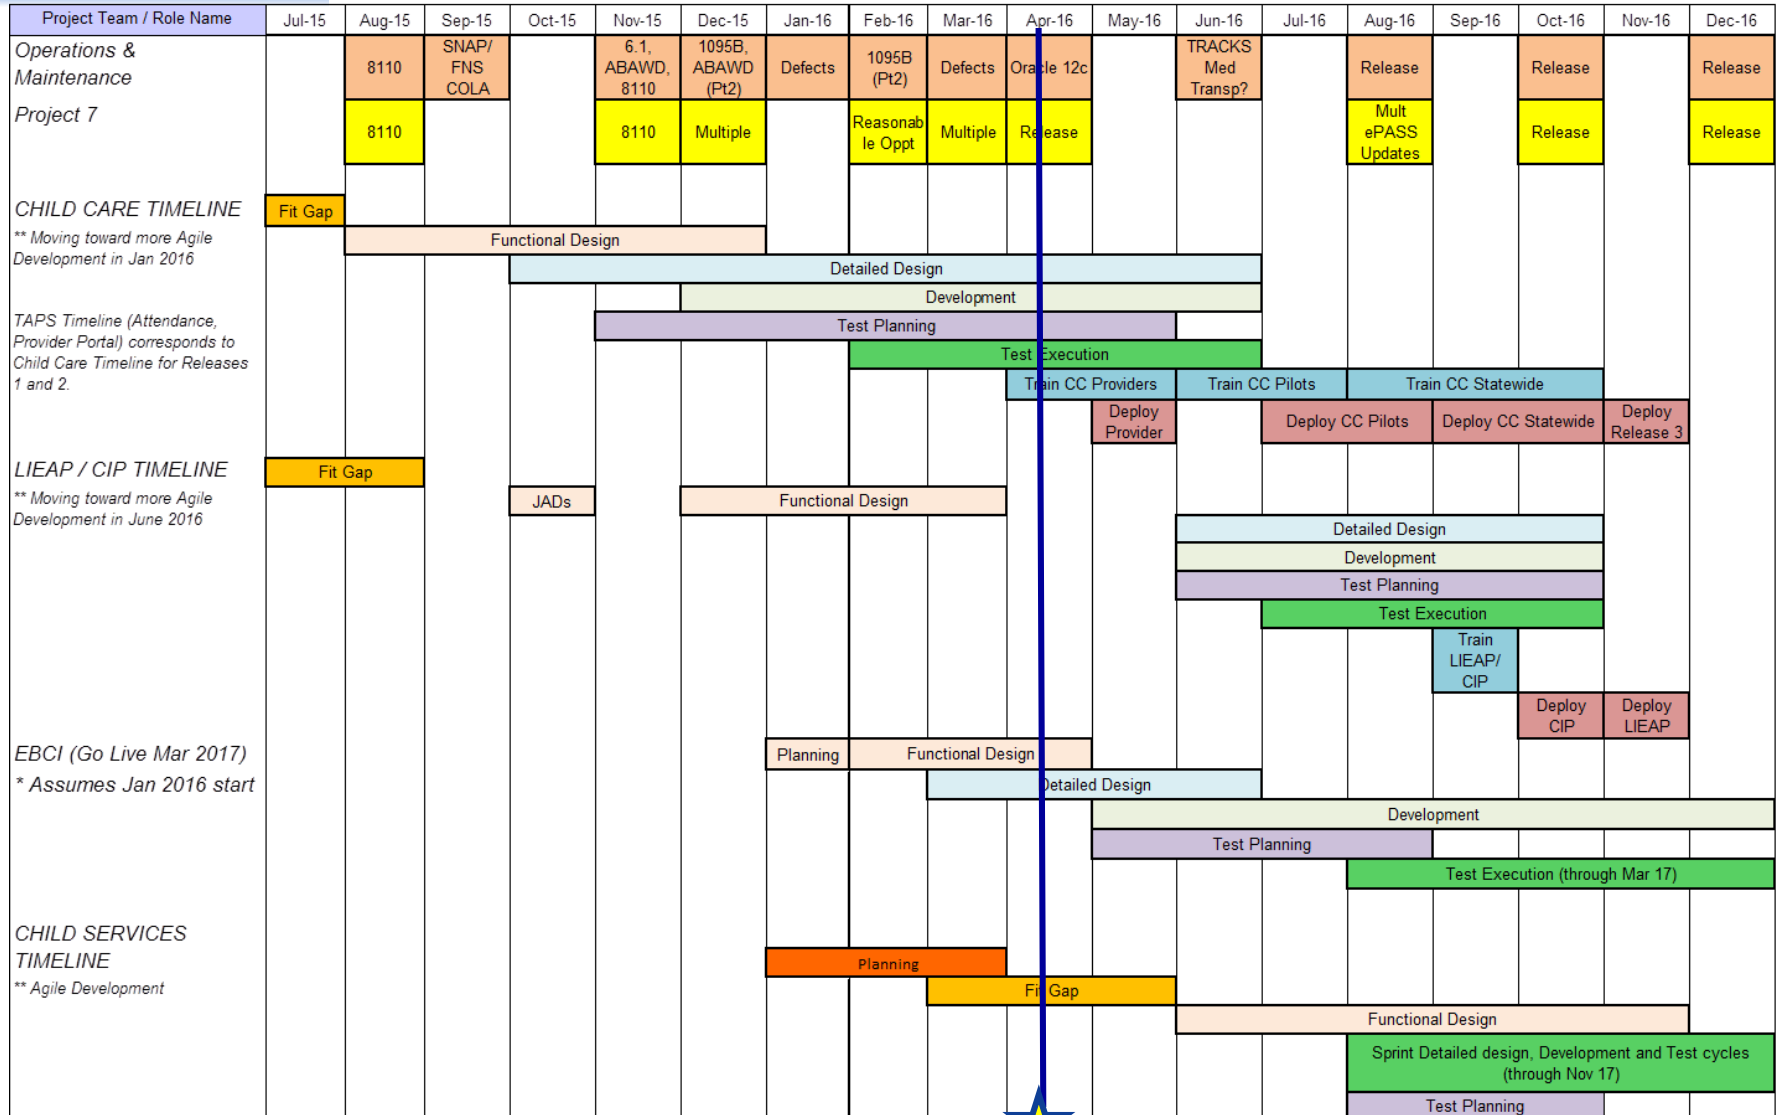 Project Team / Role Name Jul-15 Aug-15 Sep-15 Oct-15 Nov-15 Dec-15 Jan-16 Feb-16 Mar-16 Apr-16 May-16 Jun-16 Jul-16 Aug-16 Sep-16 Oct-16 Nov-16 Dec-16
Operations &
Maintenance
8110
SNAP/
FNS
COLA
6.1,
ABAWD,
8110
1095B,
ABAWD
(Pt2)
Defects
1095B
(Pt2)
Defects
Oracle 12c
TRACKS
Med
Transp?
Release
Release
Release
Project 7
8110
8110
Multiple
Reasonab
le Oppt
Multiple
Release
Mult
ePASS
Updates
Release
Release
CHILD CARE TIMELINE
** Moving toward more Agile
Development in Jan 2016
Fit Gap
Functional Design
Detailed Design
Development
TAPS Timeline (Attendance,
Provider Portal) corresponds to
Child Care Timeline for Releases
1 and 2.
Test Planning
Test Execution
Train CC Providers
Train CC Pilots
Train CC Statewide
Deploy
Provider
Deploy CC Pilots
Deploy CC Statewide
Deploy
Release 3
LIEAP / CIP TIMELINE
** Moving toward more Agile
Development in June 2016
Fit Gap
JADs
Functional Design
Detailed Design
Development
Test Planning
Test Execution
Train
LIEAP/
CIP
Deploy
CIP
Deploy
LIEAP
EBCI (Go Live Mar 2017)
* Assumes Jan 2016 start
Planning
Functional Design
Detailed Design
Development
Test Planning
Test Execution (through Mar 17)
CHILD SERVICES
TIMELINE
** Agile Development
Planning
Fit Gap
Functional Design
Sprint Detailed design, Development and Test cycles
(through Nov 17)
Test Planning